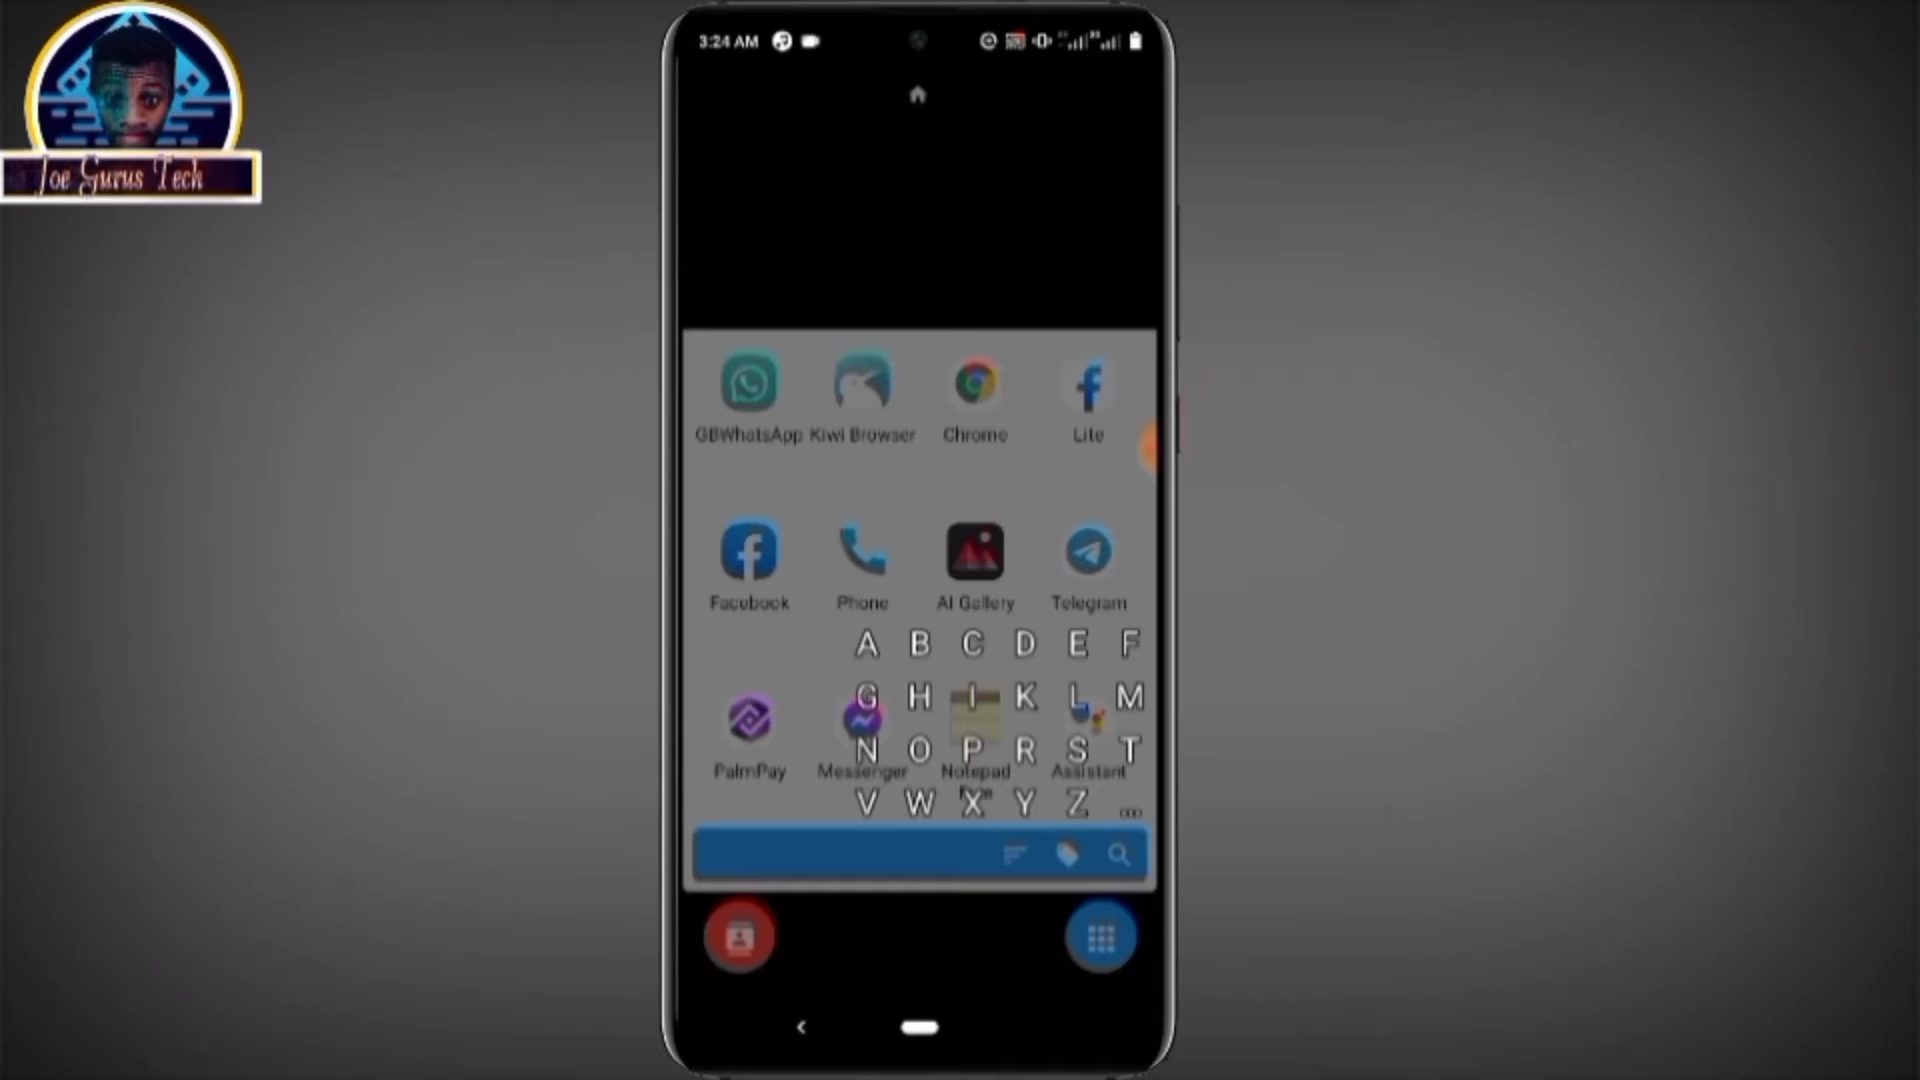 Joe Gurus Tech
3:24 AM
GBWhatsApp Kiwi Browser Chrome Lite
Facebook Phone AI Gallery Telegram
A B C D E F
G H I K L M
N O P R S T
PalmPay Messenger Notepad Assistant
V W X Y Z ...